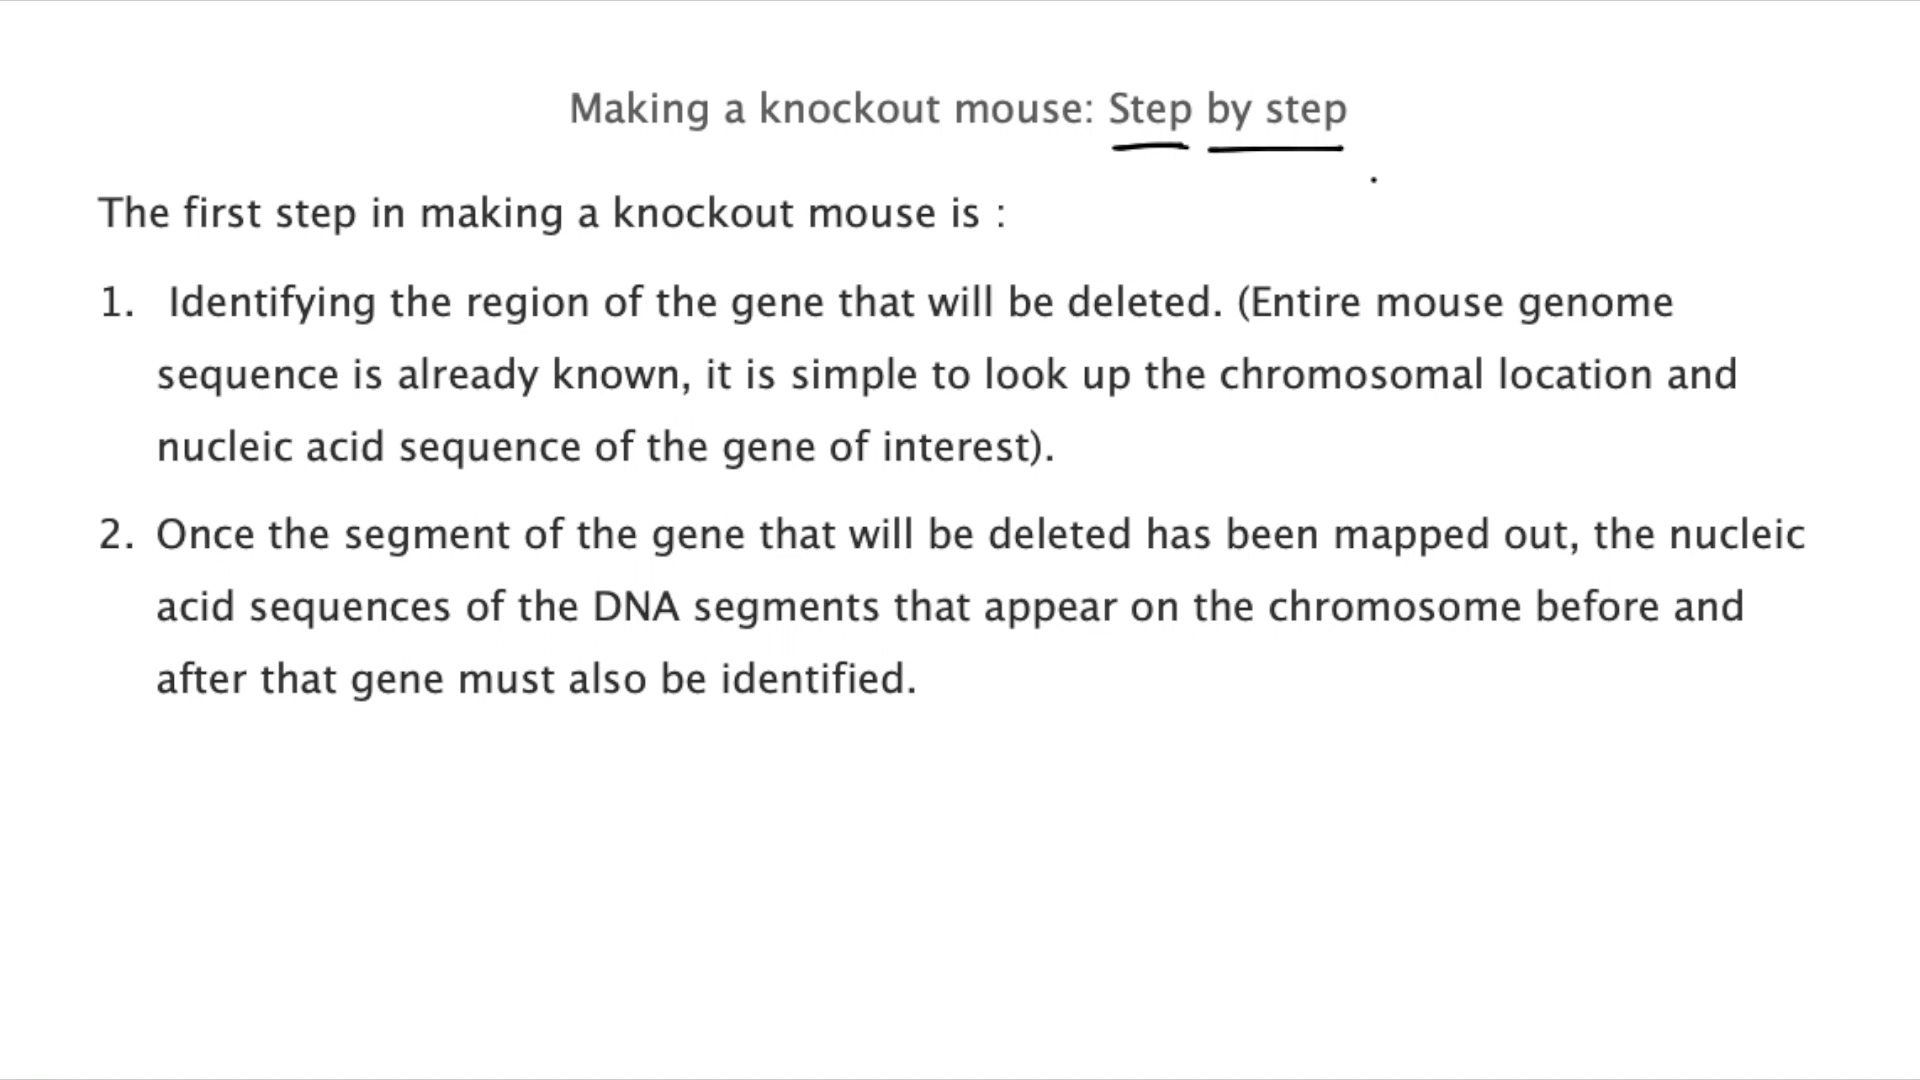 Making a knockout mouse: Step by step
The first step in making a knockout mouse is :
1. Identifying the region of the gene that will be deleted. (Entire mouse genome
sequence is already known, it is simple to look up the chromosomal location and
nucleic acid sequence of the gene of interest).
2. Once the segment of the gene that will be deleted has been mapped out, the nucleic
acid sequences of the DNA segments that appear on the chromosome before and
after that gene must also be identified.